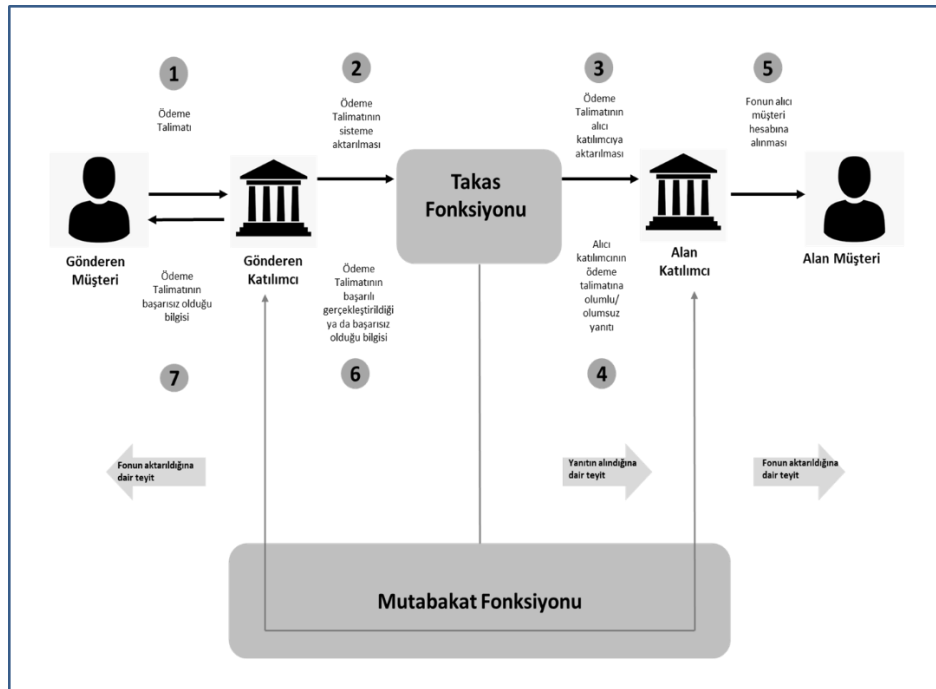 1
Ödeme
Talimatı
2
Ödeme
Talimatının
sisteme
aktarılması
3
Ödeme
Talimatının
alıcı
katılımcıya
aktarılması
5
Fonun alıcı
müşteri
hesabına
alınması
Takas
Fonksiyonu
Gönderen
Müşteri
Gönderen
Katılımcı
Alan
Katılımcı
Alan Müşteri
Ödeme
Talimatının
başarısız olduğu
bilgisi
Ödeme
Talimatının
başarılı
gerçekleştirildiği
ya da başarısız
olduğu bilgisi
Alıcı
katılımcının
ödeme
talimatına
olumlu/
olumsuz
yanıtı
7
6
4
Fonun aktarıldığına
dair teyit
Yanıtın alındığına
dair teyit
Fonun aktarıldığına
dair teyit
Mutabakat Fonksiyonu